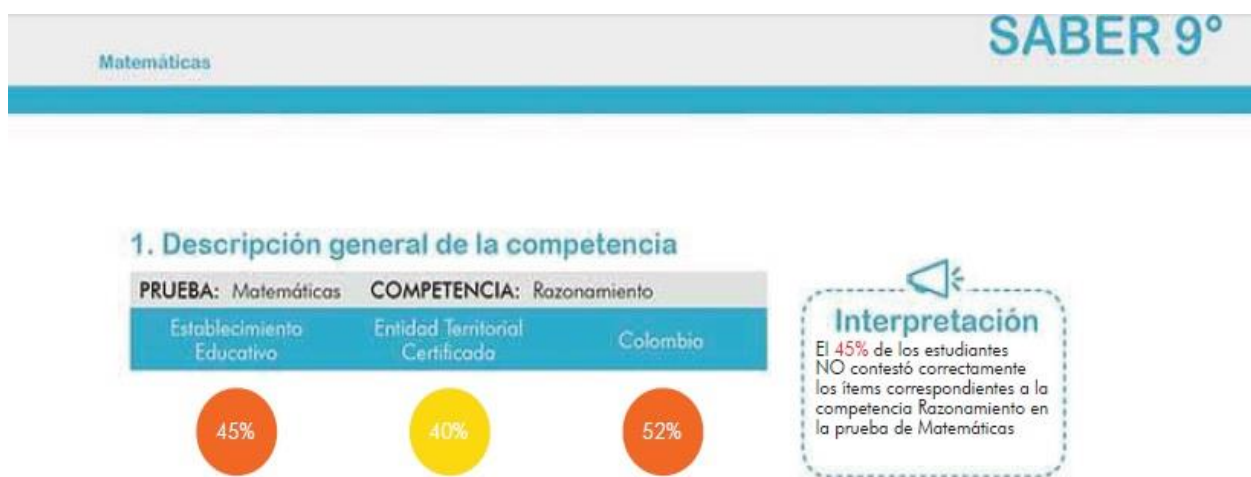 SABER 9°
Matemáticas
1. Descripción general de la competencia
PRUEBA: Matemáticas COMPETENCIA: Razonamiento
Establecimiento Educativo
Entidad Territorial Certificada
Colombia
45% 40% 52%
Interpretación
El 45% de los estudiantes
NO contestó correctamente
los ítems correspondientes a la
competencia Razonamiento en
la prueba de Matemáticas